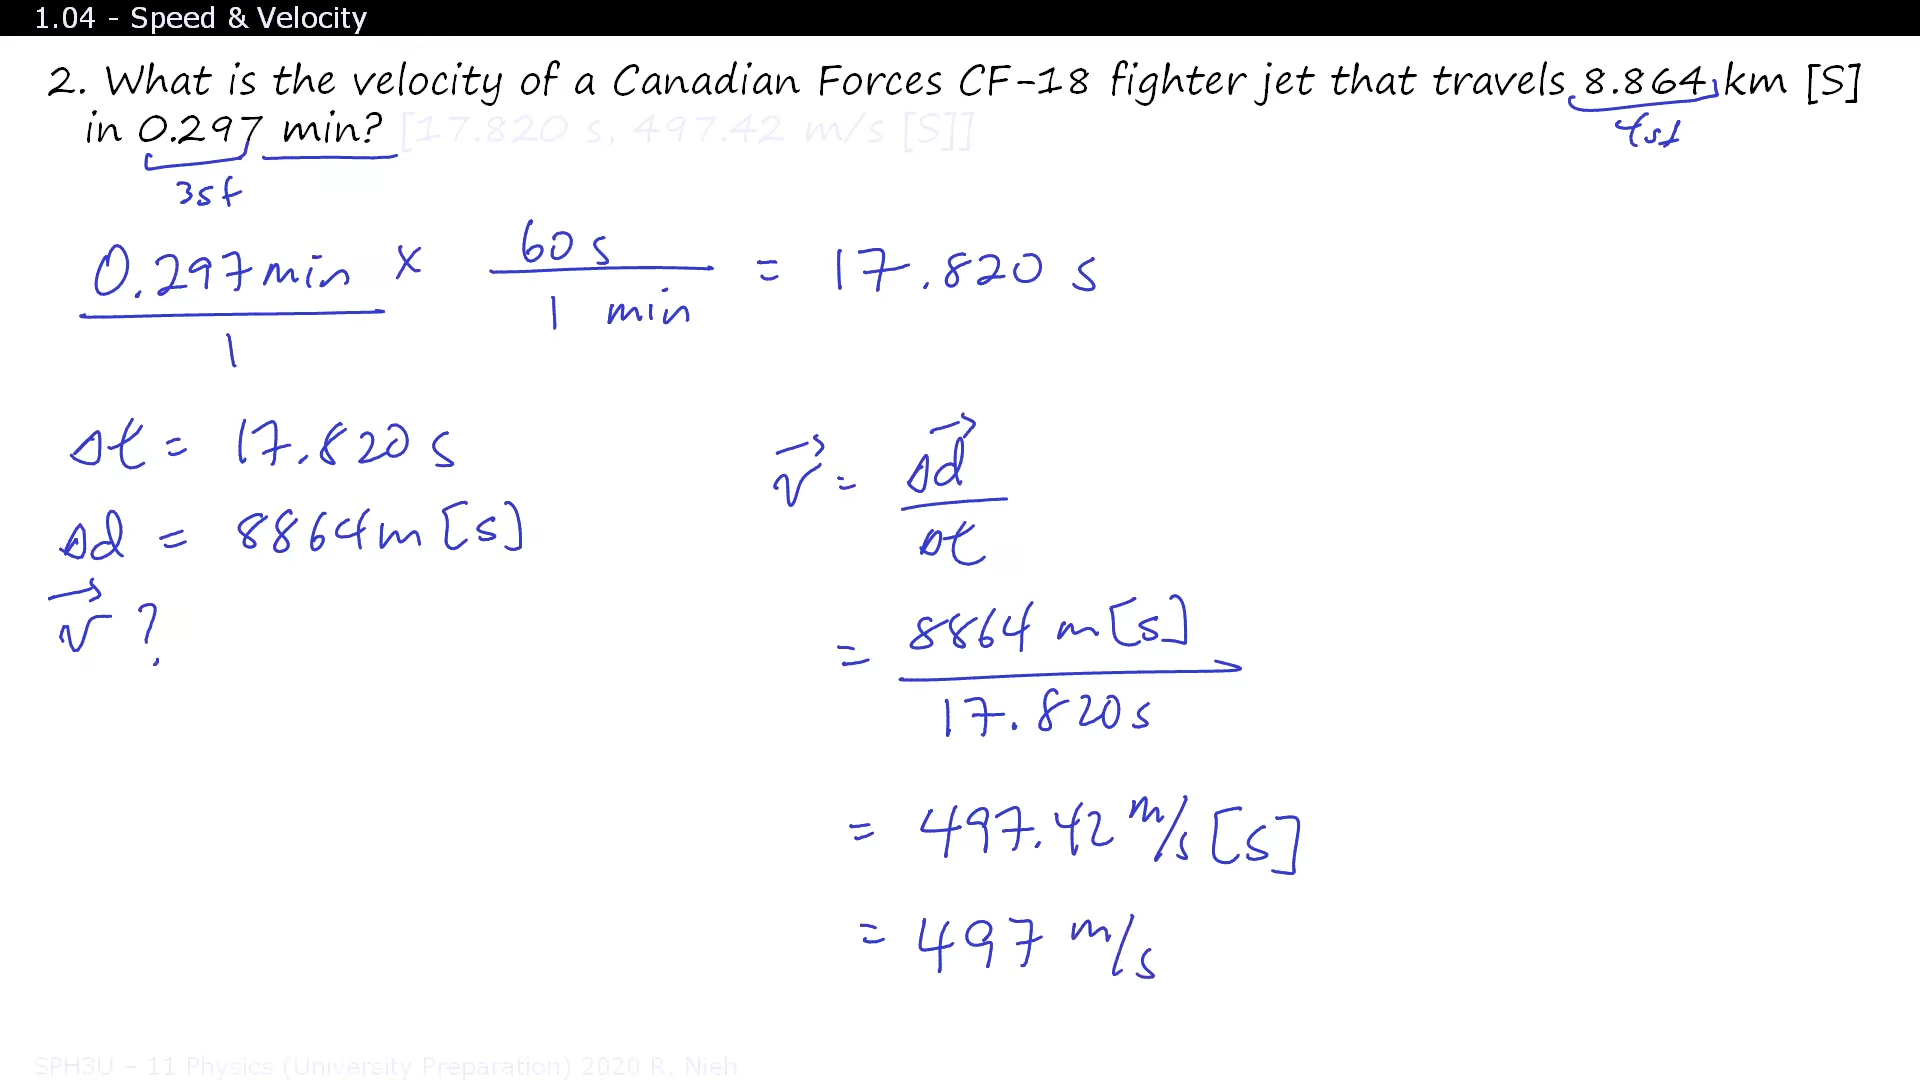 1.04 - Speed & Velocity
2. What is the velocity of a Canadian Forces CF-18 fighter jet that travels 8.864 km [S]
in 0.297 min? [17.820 s, 497.42 m/s [S]]
4sf
3sf
0.297 min / 1 × 60 s / 1 min = 17.820 s
Δt = 17.820 s
Δd = 8864 m [S]
v⃗ ?
v⃗ = Δd⃗ / Δt
= 8864 m [S] / 17.820 s
= 497.42 m/s [S]
= 497 m/s
SPH3U – 11 Physics (University Preparation) 2020 R. Nieh